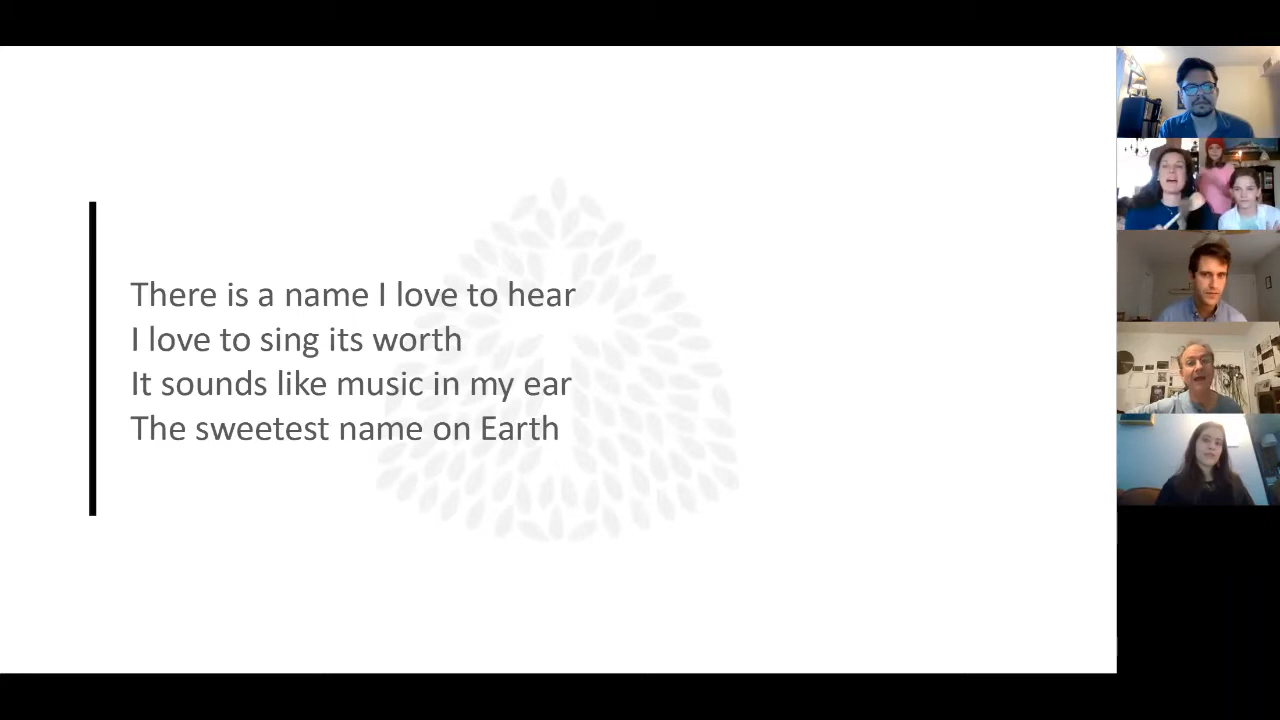 There is a name I love to hear
I love to sing its worth
It sounds like music in my ear
The sweetest name on Earth